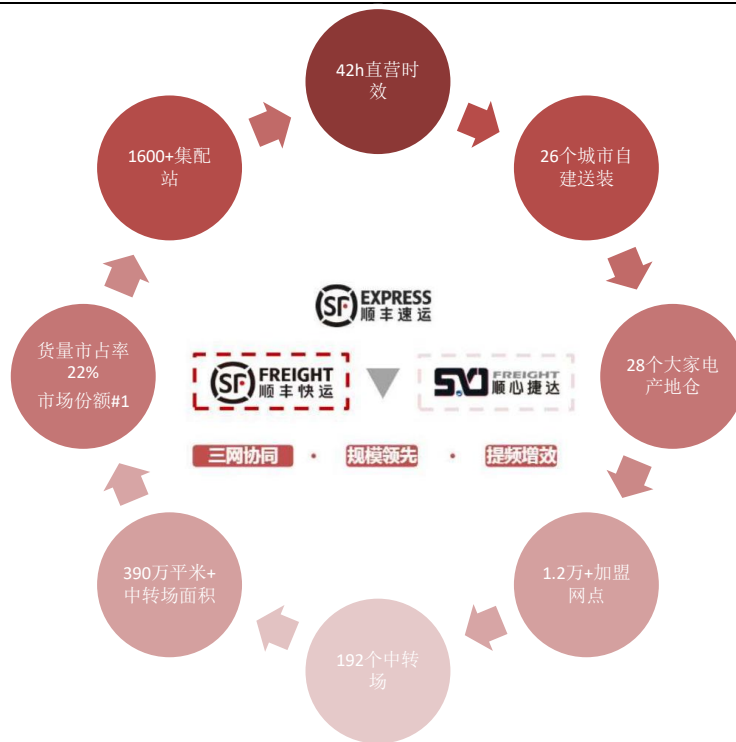 42h直营时
效
26个城市自
建送装
28个大家电
产地仓
1.2万+加盟
网点
192个中转
场
390万平米+
中转场面积
货量市占率
22%
市场份额#1
1600+集配
站
SF EXPRESS
顺丰速运
SF FREIGHT
顺丰快运
SXJD FREIGHT
顺心捷达
三网协同 · 规模领先 · 提频增效